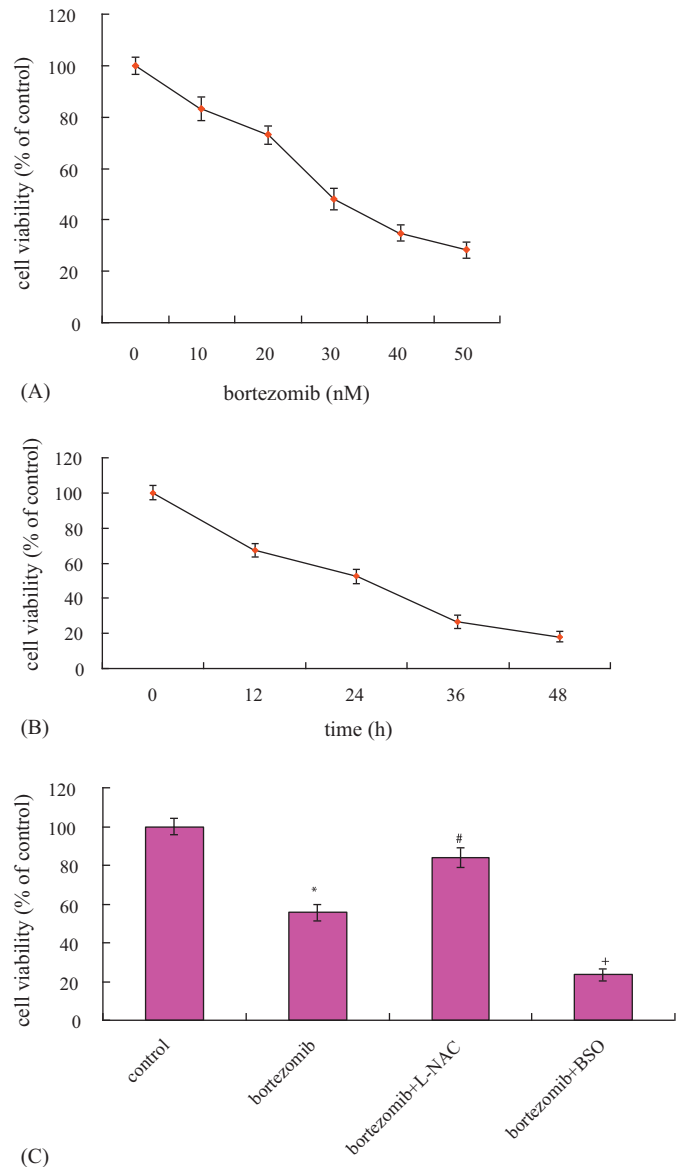 120
100
80
60
40
20
0
cell viability (% of control)
0 10 20 30 40 50
(A)
bortezomib (nM)
120
100
80
60
40
20
0
cell viability (% of control)
0 12 24 36 48
(B)
time (h)
120
100
80
60
40
20
0
cell viability (% of control)
*
#
+
control
bortezomib
bortezomib+L-NAC
bortezomib+BSO
(C)